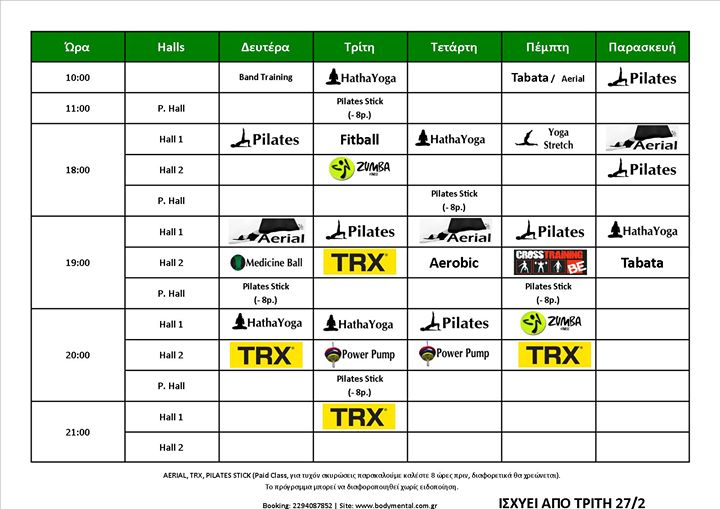 Ώρα Halls Δευτέρα Τρίτη Τετάρτη Πέμπτη Παρασκευή
10:00 Band Training HathaYoga Tabata / Aerial Pilates
11:00 P. Hall Pilates Stick
(- 8p.)
18:00 Hall 1 Pilates Fitball HathaYoga Yoga Stretch Aerial
Hall 2 ZUMBA FITNESS Pilates
P. Hall Pilates Stick
(- 8p.)
19:00 Hall 1 Aerial Pilates Aerial Pilates HathaYoga
Hall 2 Medicine Ball TRX Aerobic CROSSTRAINING BE Tabata
P. Hall Pilates Stick Pilates Stick
(- 8p.) (- 8p.)
20:00 Hall 1 HathaYoga HathaYoga Pilates ZUMBA FITNESS
Hall 2 TRX Power Pump Power Pump TRX
P. Hall Pilates Stick
(- 8p.)
21:00 Hall 1 TRX
Hall 2
AERIAL, TRX, PILATES STICK (Paid Class, για τυχόν ακυρώσεις παρακαλούμε καλέστε 8 ώρες πριν, διαφορετικά θα χρεώνεται).
Το πρόγραμμα μπορεί να διαφοροποιηθεί χωρίς ειδοποίηση.
Booking: 2294087852 | Site: www.bodymental.com.gr
ΙΣΧΥΕΙ ΑΠΟ ΤΡΙΤΗ 27/2